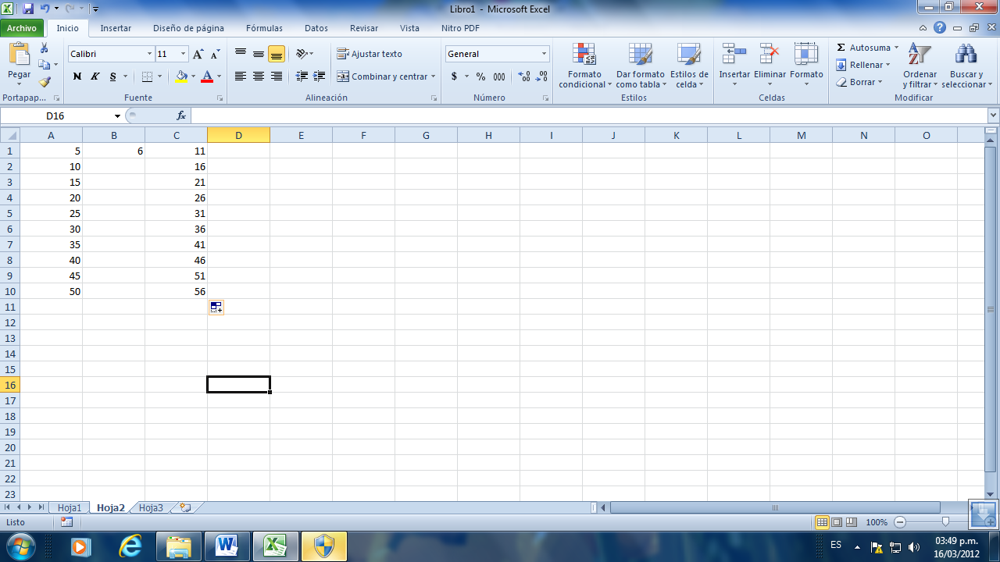 Libro1 - Microsoft Excel
Archivo Inicio Insertar Diseño de página Fórmulas Datos Revisar Vista Nitro PDF
Pegar
Portapap...
Calibri 11
N K S A
Fuente
Ajustar texto
Combinar y centrar
Alineación
General
$ % 000
Número
Formato condicional
Dar formato como tabla
Estilos de celda
Estilos
Insertar Eliminar Formato
Celdas
Autosuma
Rellenar
Borrar
Ordenar y filtrar
Buscar y seleccionar
Modificar
D16 fx
A B C D E F G H I J K L M N O
1 5 6 11
2 10 16
3 15 21
4 20 26
5 25 31
6 30 36
7 35 41
8 40 46
9 45 51
10 50 56
11
12
13
14
15
16
17
18
19
20
21
22
23
Hoja1 Hoja2 Hoja3
Listo 100%
ES 03:49 p.m.
16/03/2012